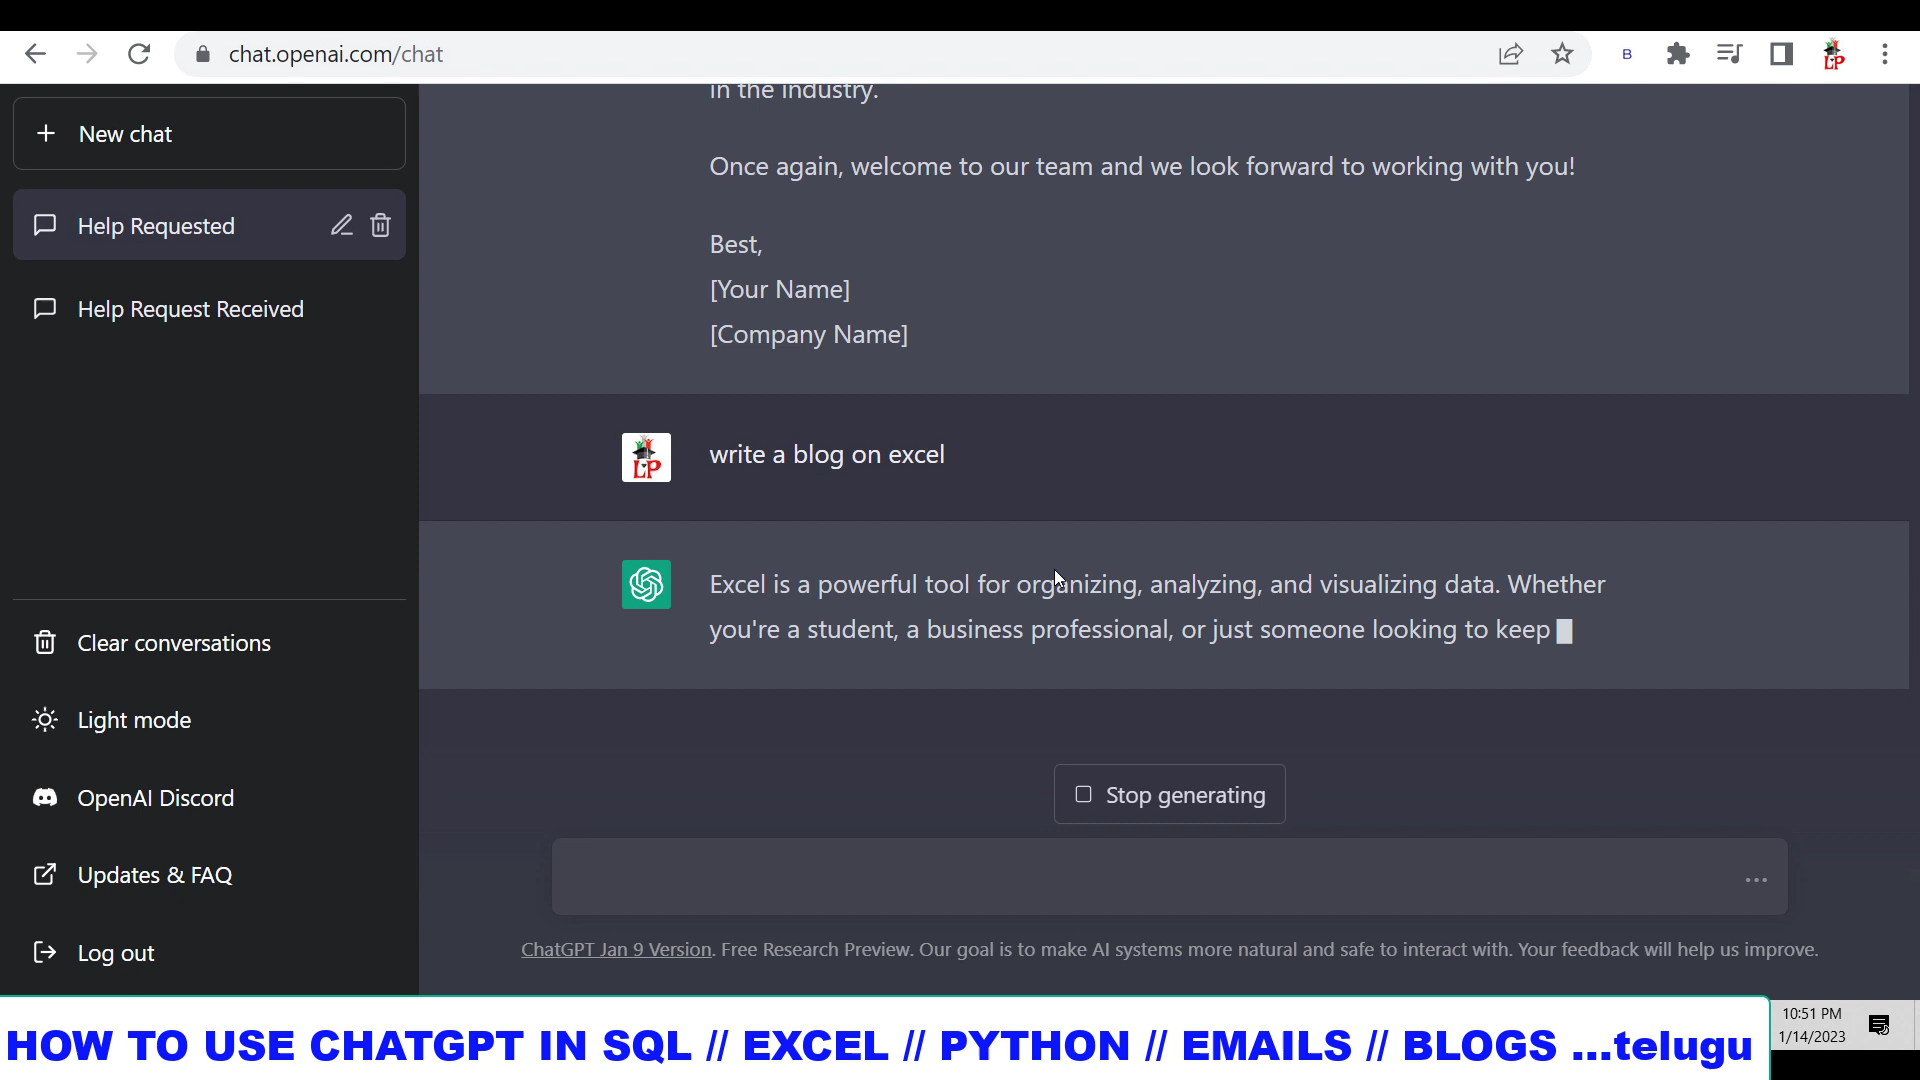 chat.openai.com/chat
B
LP
New chat
Help Requested
Help Request Received
Clear conversations
Light mode
OpenAI Discord
Updates & FAQ
Log out
in the industry.
Once again, welcome to our team and we look forward to working with you!
Best,
[Your Name]
[Company Name]
LP
write a blog on excel
Excel is a powerful tool for organizing, analyzing, and visualizing data. Whether
you're a student, a business professional, or just someone looking to keep
Stop generating
ChatGPT Jan 9 Version. Free Research Preview. Our goal is to make AI systems more natural and safe to interact with. Your feedback will help us improve.
HOW TO USE CHATGPT IN SQL // EXCEL // PYTHON // EMAILS // BLOGS ...telugu
10:51 PM
1/14/2023